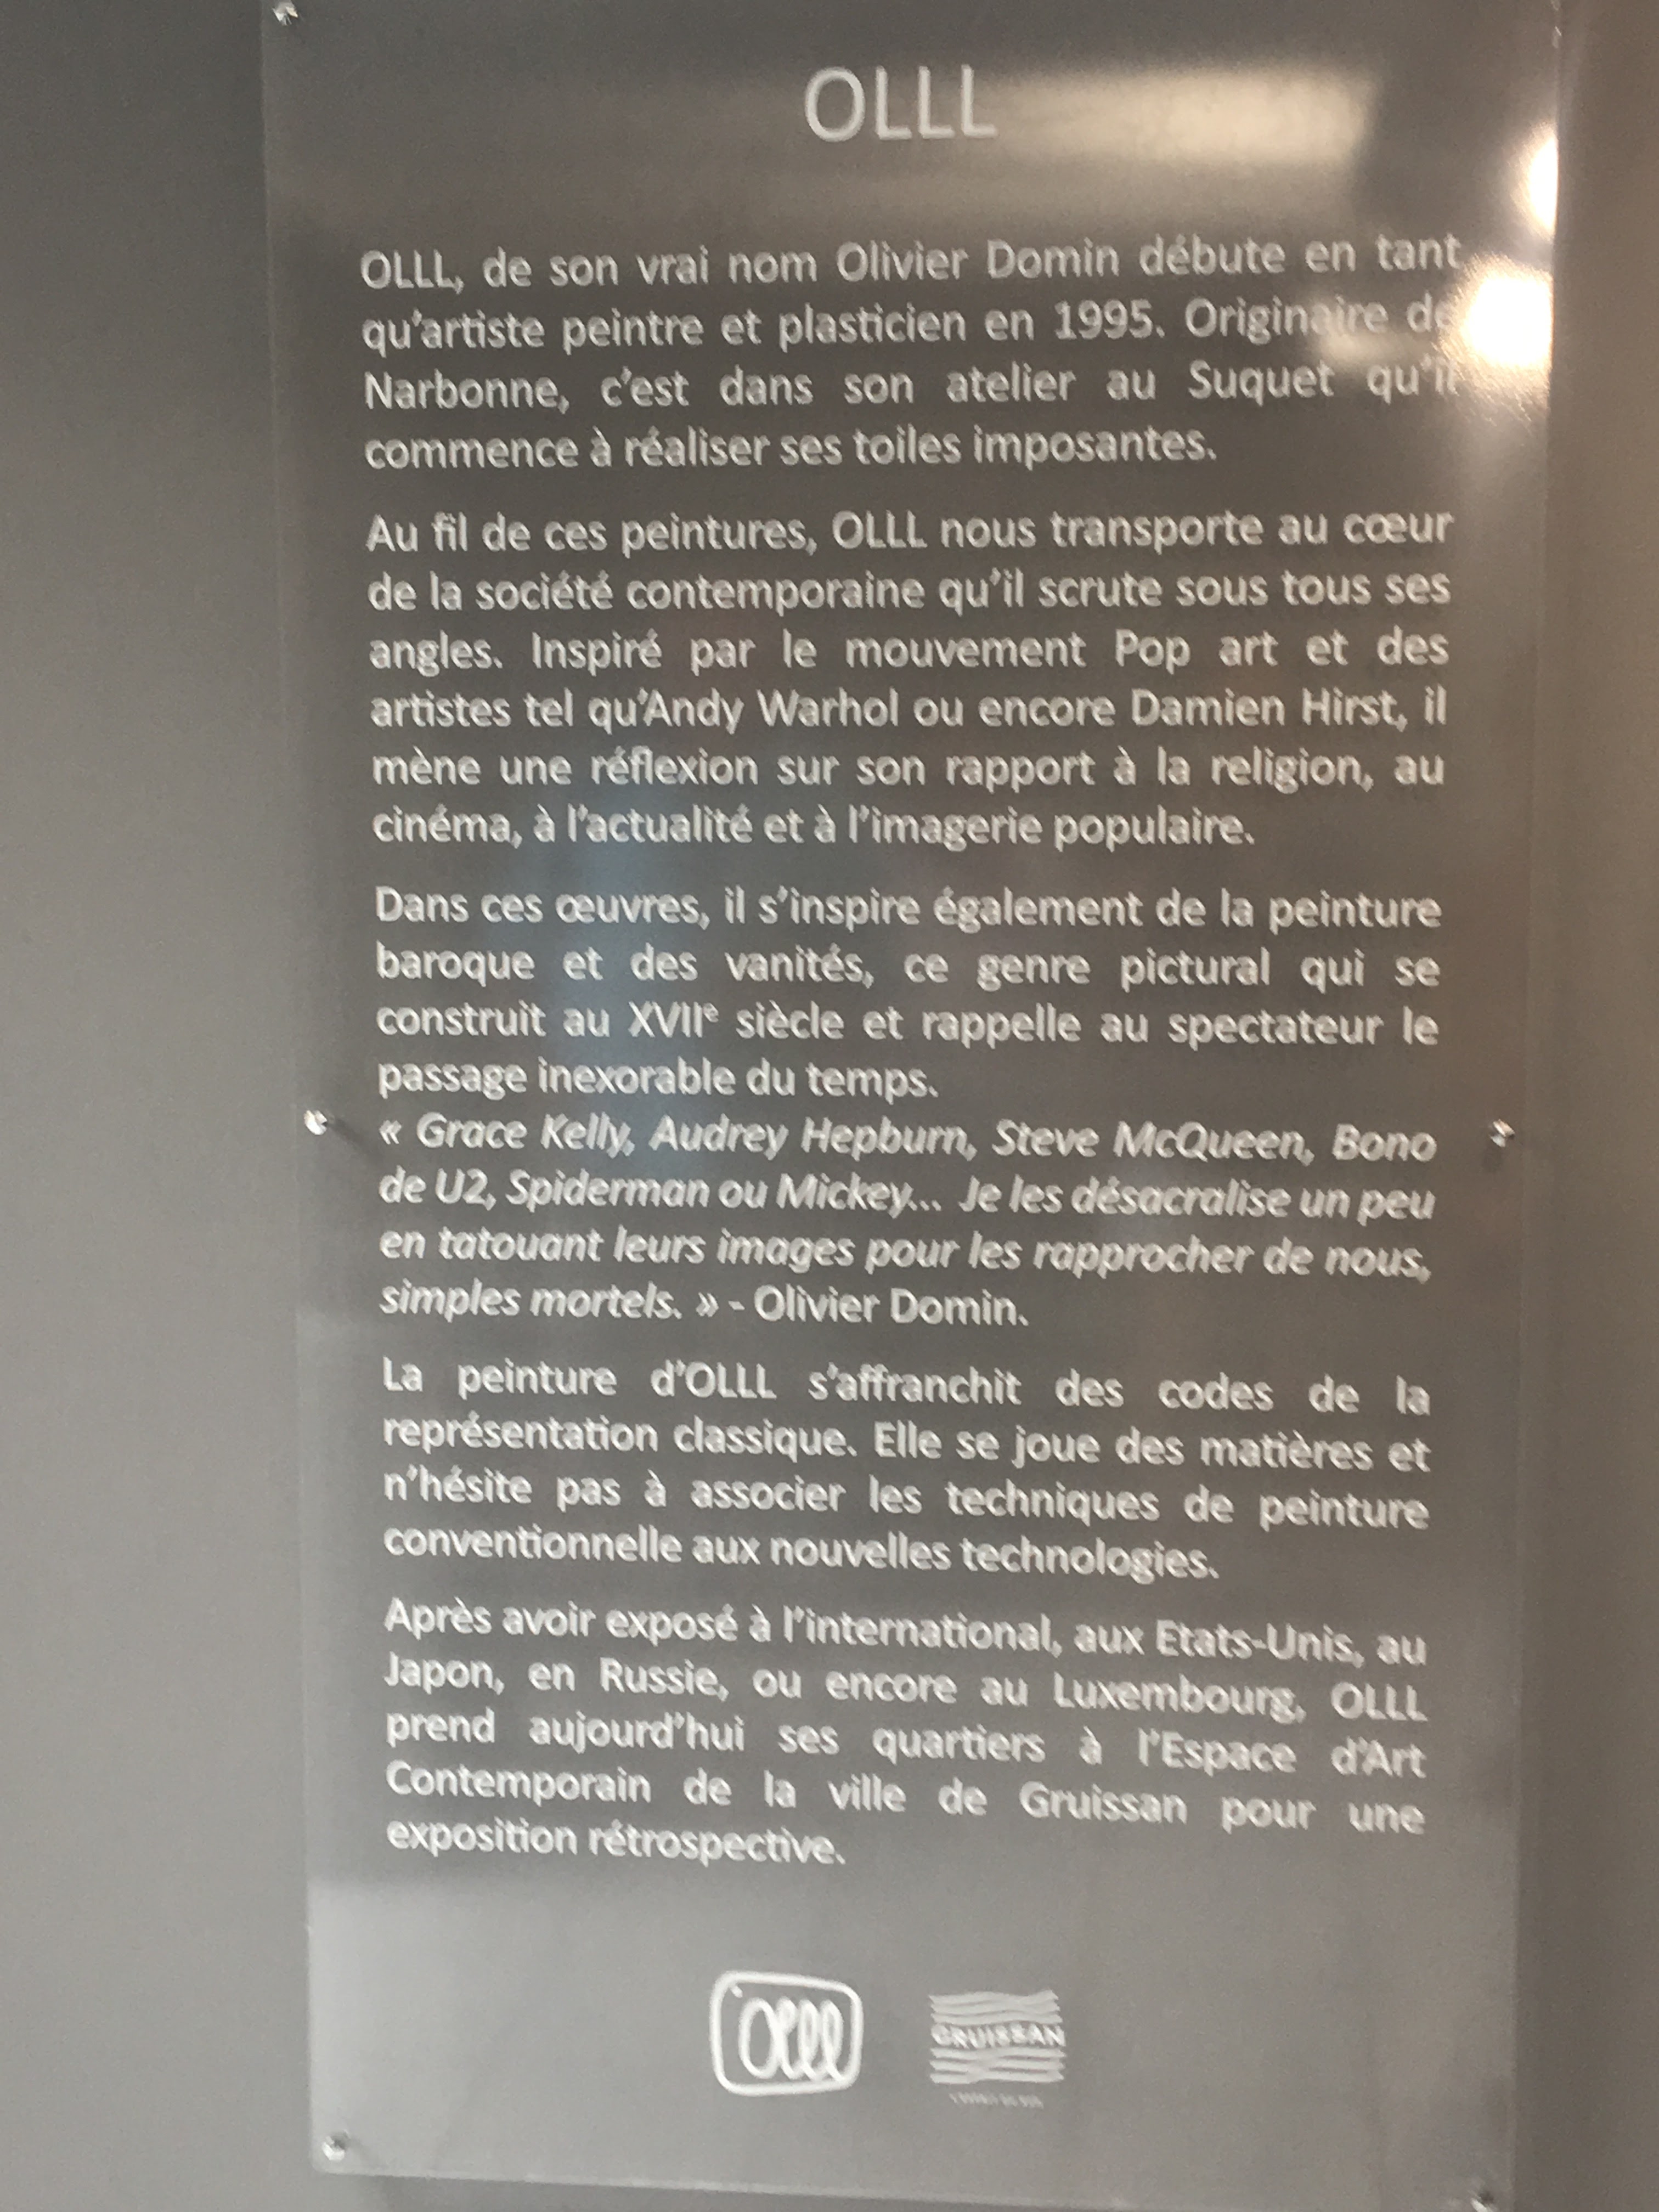 OLLL
OLLL, de son vrai nom Olivier Domin débute en tant
qu'artiste peintre et plasticien en 1995. Originaire de
Narbonne, c'est dans son atelier au Suquet qu'il
commence à réaliser ses toiles imposantes.
Au fil de ces peintures, OLLL nous transporte au cœur
de la société contemporaine qu'il scrute sous tous ses
angles. Inspiré par le mouvement Pop art et des
artistes tel qu'Andy Warhol ou encore Damien Hirst, il
mène une réflexion sur son rapport à la religion, au
cinéma, à l'actualité et à l'imagerie populaire.
Dans ces œuvres, il s'inspire également de la peinture
baroque et des vanités, ce genre pictural qui se
construit au XVIIe siècle et rappelle au spectateur le
passage inexorable du temps.
« Grace Kelly, Audrey Hepburn, Steve McQueen, Bono
de U2, Spiderman ou Mickey... Je les désacralise un peu
en tatouant leurs images pour les rapprocher de nous,
simples mortels. » - Olivier Domin.
La peinture d'OLLL s'affranchit des codes de la
représentation classique. Elle se joue des matières et
n'hésite pas à associer les techniques de peinture
conventionnelle aux nouvelles technologies.
Après avoir exposé à l'international, aux Etats-Unis, au
Japon, en Russie, ou encore au Luxembourg, OLLL
prend aujourd'hui ses quartiers à l'Espace d'Art
Contemporain de la ville de Gruissan pour une
exposition rétrospective.
Olll
GRUISSAN